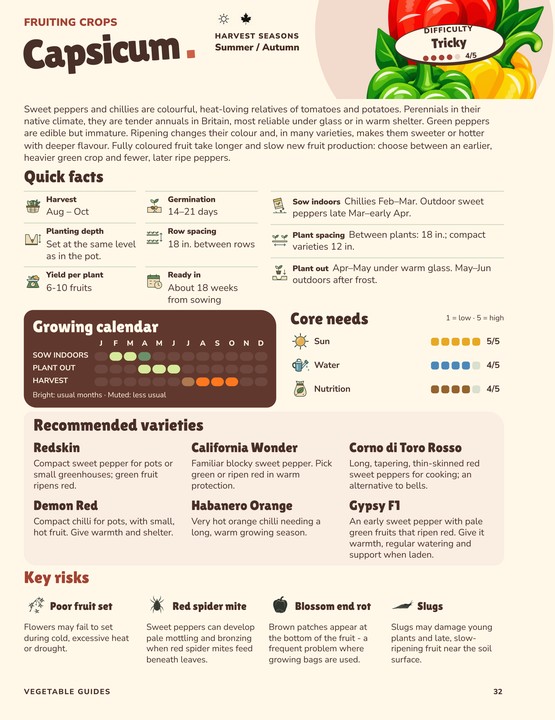 FRUITING CROPS
Capsicum.
HARVEST SEASONS
Summer / Autumn
DIFFICULTY
Tricky
4/5
Sweet peppers and chillies are colourful, heat-loving relatives of tomatoes and potatoes. Perennials in their
native climate, they are tender annuals in Britain, most reliable under glass or in warm shelter. Green peppers
are edible but immature. Ripening changes their colour and, in many varieties, makes them sweeter or hotter
with deeper flavour. Fully coloured fruit take longer and slow new fruit production: choose between an earlier,
heavier green crop and fewer, later ripe peppers.
Quick facts
Harvest
Aug – Oct
Germination
14–21 days
Sow indoors Chillies Feb–Mar. Outdoor sweet
peppers late Mar–early Apr.
Planting depth
Set at the same level
as in the pot.
Row spacing
18 in. between rows
Plant spacing Between plants: 18 in.; compact
varieties 12 in.
Yield per plant
6-10 fruits
Ready in
About 18 weeks
from sowing
Plant out Apr–May under warm glass. May–Jun
outdoors after frost.
Growing calendar
J F M A M J J A S O N D
SOW INDOORS
PLANT OUT
HARVEST
Bright: usual months · Muted: less usual
Core needs
1 = low · 5 = high
Sun 5/5
Water 4/5
Nutrition 4/5
Recommended varieties
Redskin
Compact sweet pepper for pots or
small greenhouses; green fruit
ripens red.
California Wonder
Familiar blocky sweet pepper. Pick
green or ripen red in warm
protection.
Corno di Toro Rosso
Long, tapering, thin-skinned red
sweet peppers for cooking; an
alternative to bells.
Demon Red
Compact chilli for pots, with small,
hot fruit. Give warmth and shelter.
Habanero Orange
Very hot orange chilli needing a
long, warm growing season.
Gypsy F1
An early sweet pepper with pale
green fruits that ripen red. Give it
warmth, regular watering and
support when laden.
Key risks
Poor fruit set
Flowers may fail to set
during cold, excessive heat
or drought.
Red spider mite
Sweet peppers can develop
pale mottling and bronzing
when red spider mites feed
beneath leaves.
Blossom end rot
Brown patches appear at
the bottom of the fruit - a
frequent problem where
growing bags are used.
Slugs
Slugs may damage young
plants and late, slow-
ripening fruit near the soil
surface.
VEGETABLE GUIDES
32